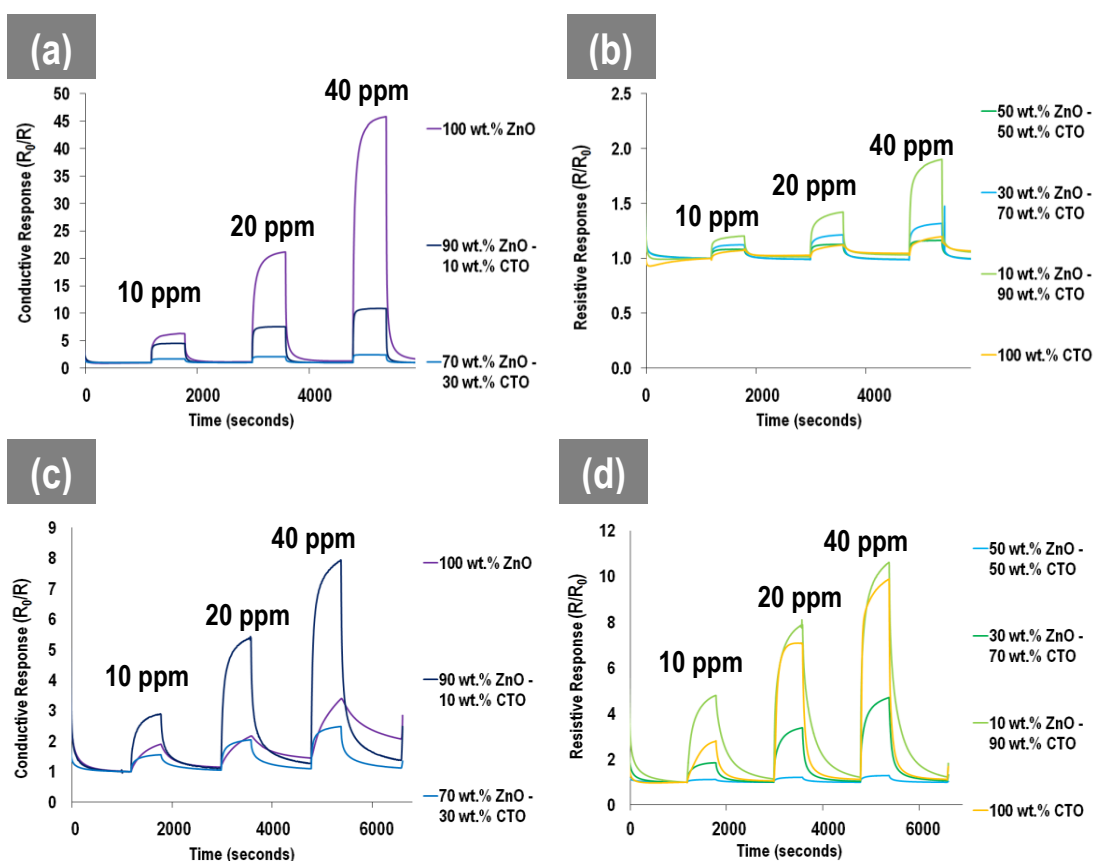 (a)
Conductive Response (R₀/R)
50
45
40
35
30
25
20
15
10
5
0
10 ppm
20 ppm
40 ppm
0
2000
4000
Time (seconds)
100 wt.% ZnO
90 wt.% ZnO -
10 wt.% CTO
70 wt.% ZnO -
30 wt.% CTO
(b)
Resistive Response (R/R₀)
2.5
2.0
1.5
1.0
0.5
0.0
10 ppm
20 ppm
40 ppm
0
2000
4000
Time (seconds)
50 wt.% ZnO -
50 wt.% CTO
30 wt.% ZnO -
70 wt.% CTO
10 wt.% ZnO -
90 wt.% CTO
100 wt.% CTO
(c)
Conductive Response (R₀/R)
9
8
7
6
5
4
3
2
1
0
10 ppm
20 ppm
40 ppm
0
2000
4000
6000
Time (seconds)
100 wt.% ZnO
90 wt.% ZnO -
10 wt.% CTO
70 wt.% ZnO -
30 wt.% CTO
(d)
Resistive Response (R/R₀)
12
10
8
6
4
2
0
10 ppm
20 ppm
40 ppm
0
2000
4000
6000
Time (seconds)
50 wt.% ZnO -
50 wt.% CTO
30 wt.% ZnO -
70 wt.% CTO
10 wt.% ZnO -
90 wt.% CTO
100 wt.% CTO